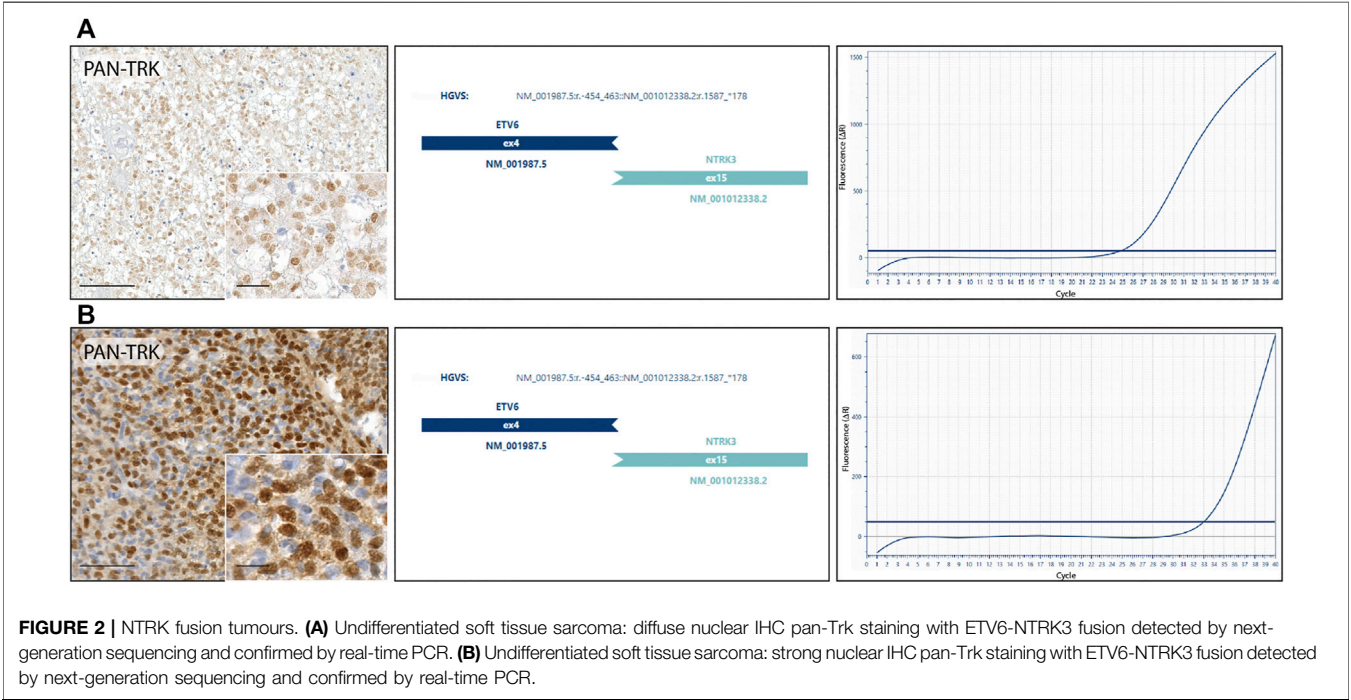 A
PAN-TRK
HGVS: NM_001987.5:r.-454_463::NM_001012338.2:r.1587_*178
ETV6
ex4
NM_001987.5
NTRK3
ex15
NM_001012338.2
Fluorescence (ΔR)
1500
1000
500
0
0 1 2 3 4 5 6 7 8 9 10 11 12 13 14 15 16 17 18 19 20 21 22 23 24 25 26 27 28 29 30 31 32 33 34 35 36 37 38 39 40
Cycle
B
PAN-TRK
HGVS: NM_001987.5:r.-454_463::NM_001012338.2:r.1587_*178
ETV6
ex4
NM_001987.5
NTRK3
ex15
NM_001012338.2
Fluorescence (ΔR)
600
400
200
0
0 1 2 3 4 5 6 7 8 9 10 11 12 13 14 15 16 17 18 19 20 21 22 23 24 25 26 27 28 29 30 31 32 33 34 35 36 37 38 39 40
Cycle
FIGURE 2 | NTRK fusion tumours. (A) Undifferentiated soft tissue sarcoma: diffuse nuclear IHC pan-Trk staining with ETV6-NTRK3 fusion detected by next-
generation sequencing and confirmed by real-time PCR. (B) Undifferentiated soft tissue sarcoma: strong nuclear IHC pan-Trk staining with ETV6-NTRK3 fusion detected
by next-generation sequencing and confirmed by real-time PCR.